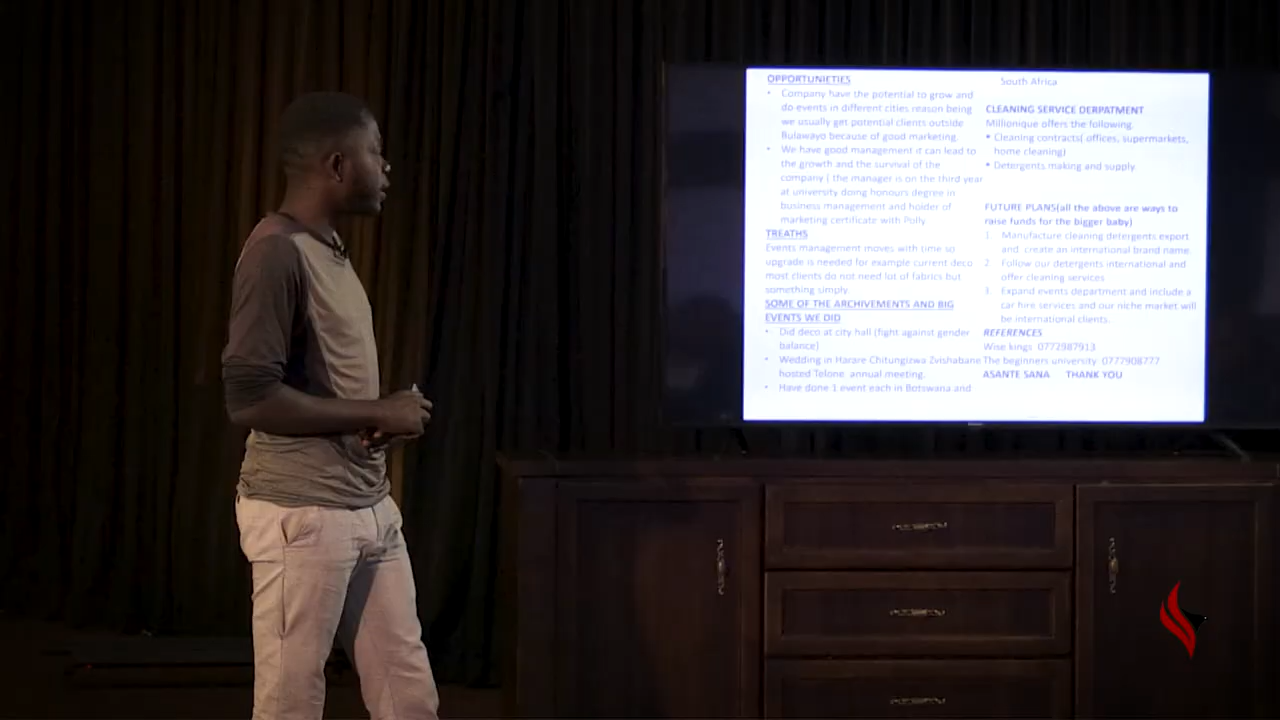 OPPORTUNIETIES
• Company have the potential to grow and
do events in different cities reason being
we usually get potential clients outside
Bulawayo because of good marketing.
• We have good management it can lead to
the growth and the survival of the
company ( the manager is on the third year
at university doing honours degree in
business management and holder of
marketing certificate with Polly.
TREATHS
Events management moves with time so
upgrade is needed for example current deco
most clients do not need lot of fabrics but
something simply.
SOME OF THE ARCHIVEMENTS AND BIG
EVENTS WE DID
• Did deco at city hall (fight against gender
balance)
• Wedding in Harare Chitungizwa Zvishabane
hosted Telone annual meeting.
• Have done 1 event each in Botswana and
South Africa
CLEANING SERVICE DERPATMENT
Millionique offers the following.
• Cleaning contracts( offices, supermarkets,
home cleaning)
• Detergents making and supply.
FUTURE PLANS(all the above are ways to
raise funds for the bigger baby)
1. Manufacture cleaning detergents export
and create an international brand name
2. Follow our detergents international and
offer cleaning services
3. Expand events department and include a
car hire services and our niche market will
be international clients.
REFERENCES
Wise kings 0772987913
The beginners university 0777908777
ASANTE SANA THANK YOU